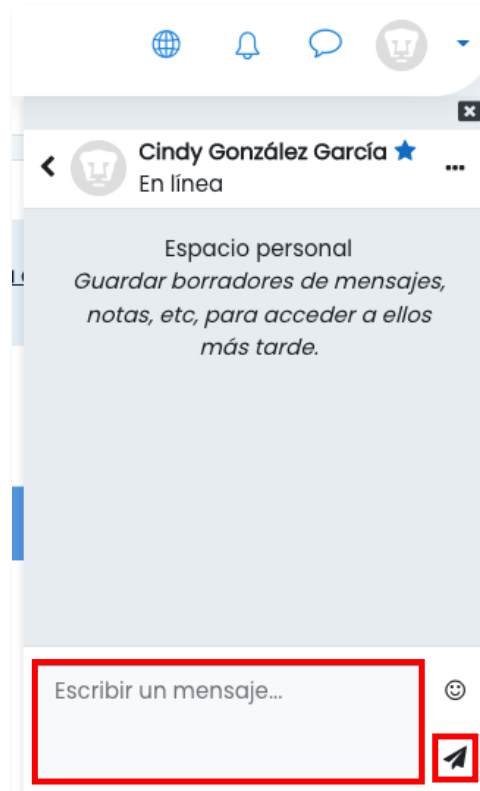 Cindy González García
En línea
Espacio personal
Guardar borradores de mensajes,
notas, etc, para acceder a ellos
más tarde.
Escribir un mensaje...